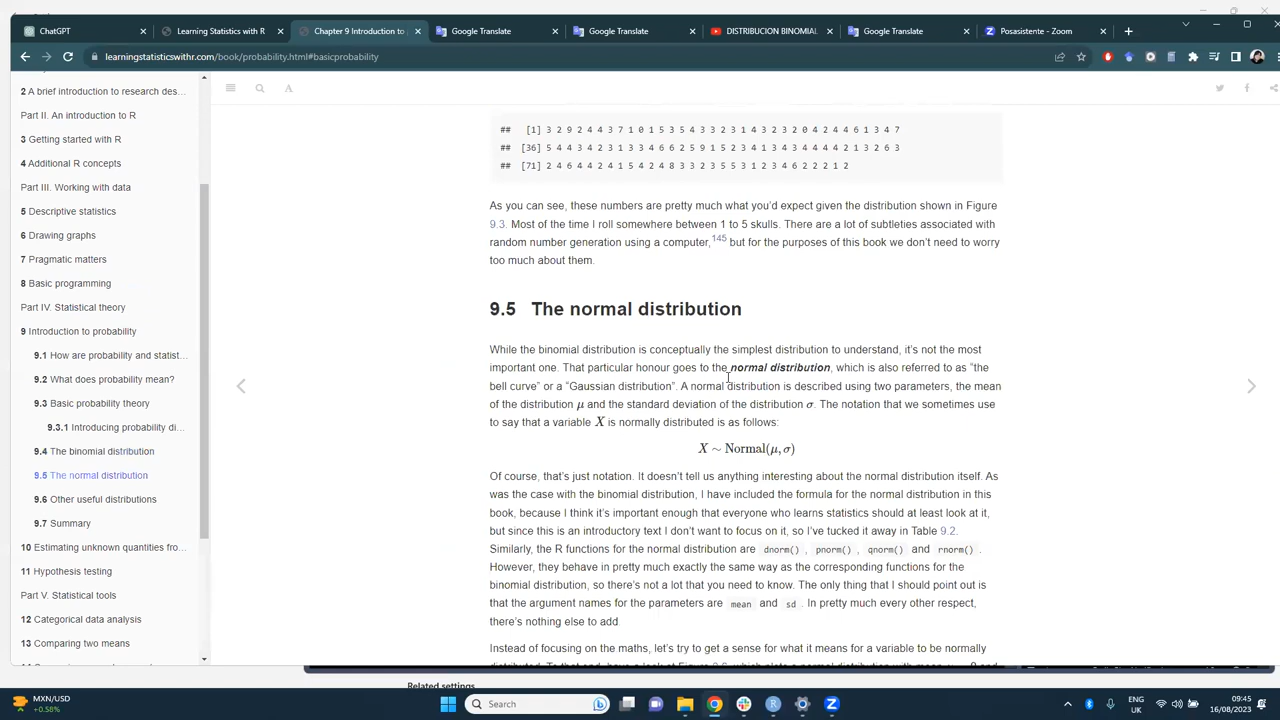 ChatGPT
Learning Statistics with R
Chapter 9 Introduction to
Google Translate
Google Translate
DISTRIBUCION BINOMIAL
Google Translate
Posasistente - Zoom
learningstatisticswithr.com/book/probability.html#basicprobability
2 A brief introduction to research des...
Part II. An introduction to R
3 Getting started with R
4 Additional R concepts
Part III. Working with data
5 Descriptive statistics
6 Drawing graphs
7 Pragmatic matters
8 Basic programming
Part IV. Statistical theory
9 Introduction to probability
9.1 How are probability and statist...
9.2 What does probability mean?
9.3 Basic probability theory
9.3.1 Introducing probability di...
9.4 The binomial distribution
9.5 The normal distribution
9.6 Other useful distributions
9.7 Summary
10 Estimating unknown quantities fro...
11 Hypothesis testing
Part V. Statistical tools
12 Categorical data analysis
13 Comparing two means
A
## [1] 3 2 9 2 4 4 3 7 1 0 1 5 3 5 4 3 3 2 3 1 4 3 2 3 2 0 4 2 4 4 6 1 3 4 7
## [36] 5 4 4 3 4 2 3 1 3 3 4 6 6 2 5 9 1 5 2 3 4 1 3 4 3 4 4 4 4 2 1 3 2 6 3
## [71] 2 4 6 4 4 2 4 1 5 4 2 4 8 3 3 2 3 5 5 3 1 2 3 4 6 2 2 2 1 2
As you can see, these numbers are pretty much what you'd expect given the distribution shown in Figure
9.3. Most of the time I roll somewhere between 1 to 5 skulls. There are a lot of subtleties associated with
random number generation using a computer,145 but for the purposes of this book we don't need to worry
too much about them.
9.5 The normal distribution
While the binomial distribution is conceptually the simplest distribution to understand, it's not the most
important one. That particular honour goes to the normal distribution, which is also referred to as "the
bell curve" or a "Gaussian distribution". A normal distribution is described using two parameters, the mean
of the distribution μ and the standard deviation of the distribution σ. The notation that we sometimes use
to say that a variable X is normally distributed is as follows:
X ∼ Normal(μ, σ)
Of course, that's just notation. It doesn't tell us anything interesting about the normal distribution itself. As
was the case with the binomial distribution, I have included the formula for the normal distribution in this
book, because I think it's important enough that everyone who learns statistics should at least look at it,
but since this is an introductory text I don't want to focus on it, so I've tucked it away in Table 9.2.
Similarly, the R functions for the normal distribution are dnorm() , pnorm() , qnorm() and rnorm() .
However, they behave in pretty much exactly the same way as the corresponding functions for the
binomial distribution, so there's not a lot that you need to know. The only thing that I should point out is
that the argument names for the parameters are mean and sd . In pretty much every other respect,
there's nothing else to add.
Instead of focusing on the maths, let's try to get a sense for what it means for a variable to be normally
Related settings
MXN/USD
+0.58%
Search
ENG
UK
09:45
16/08/2023